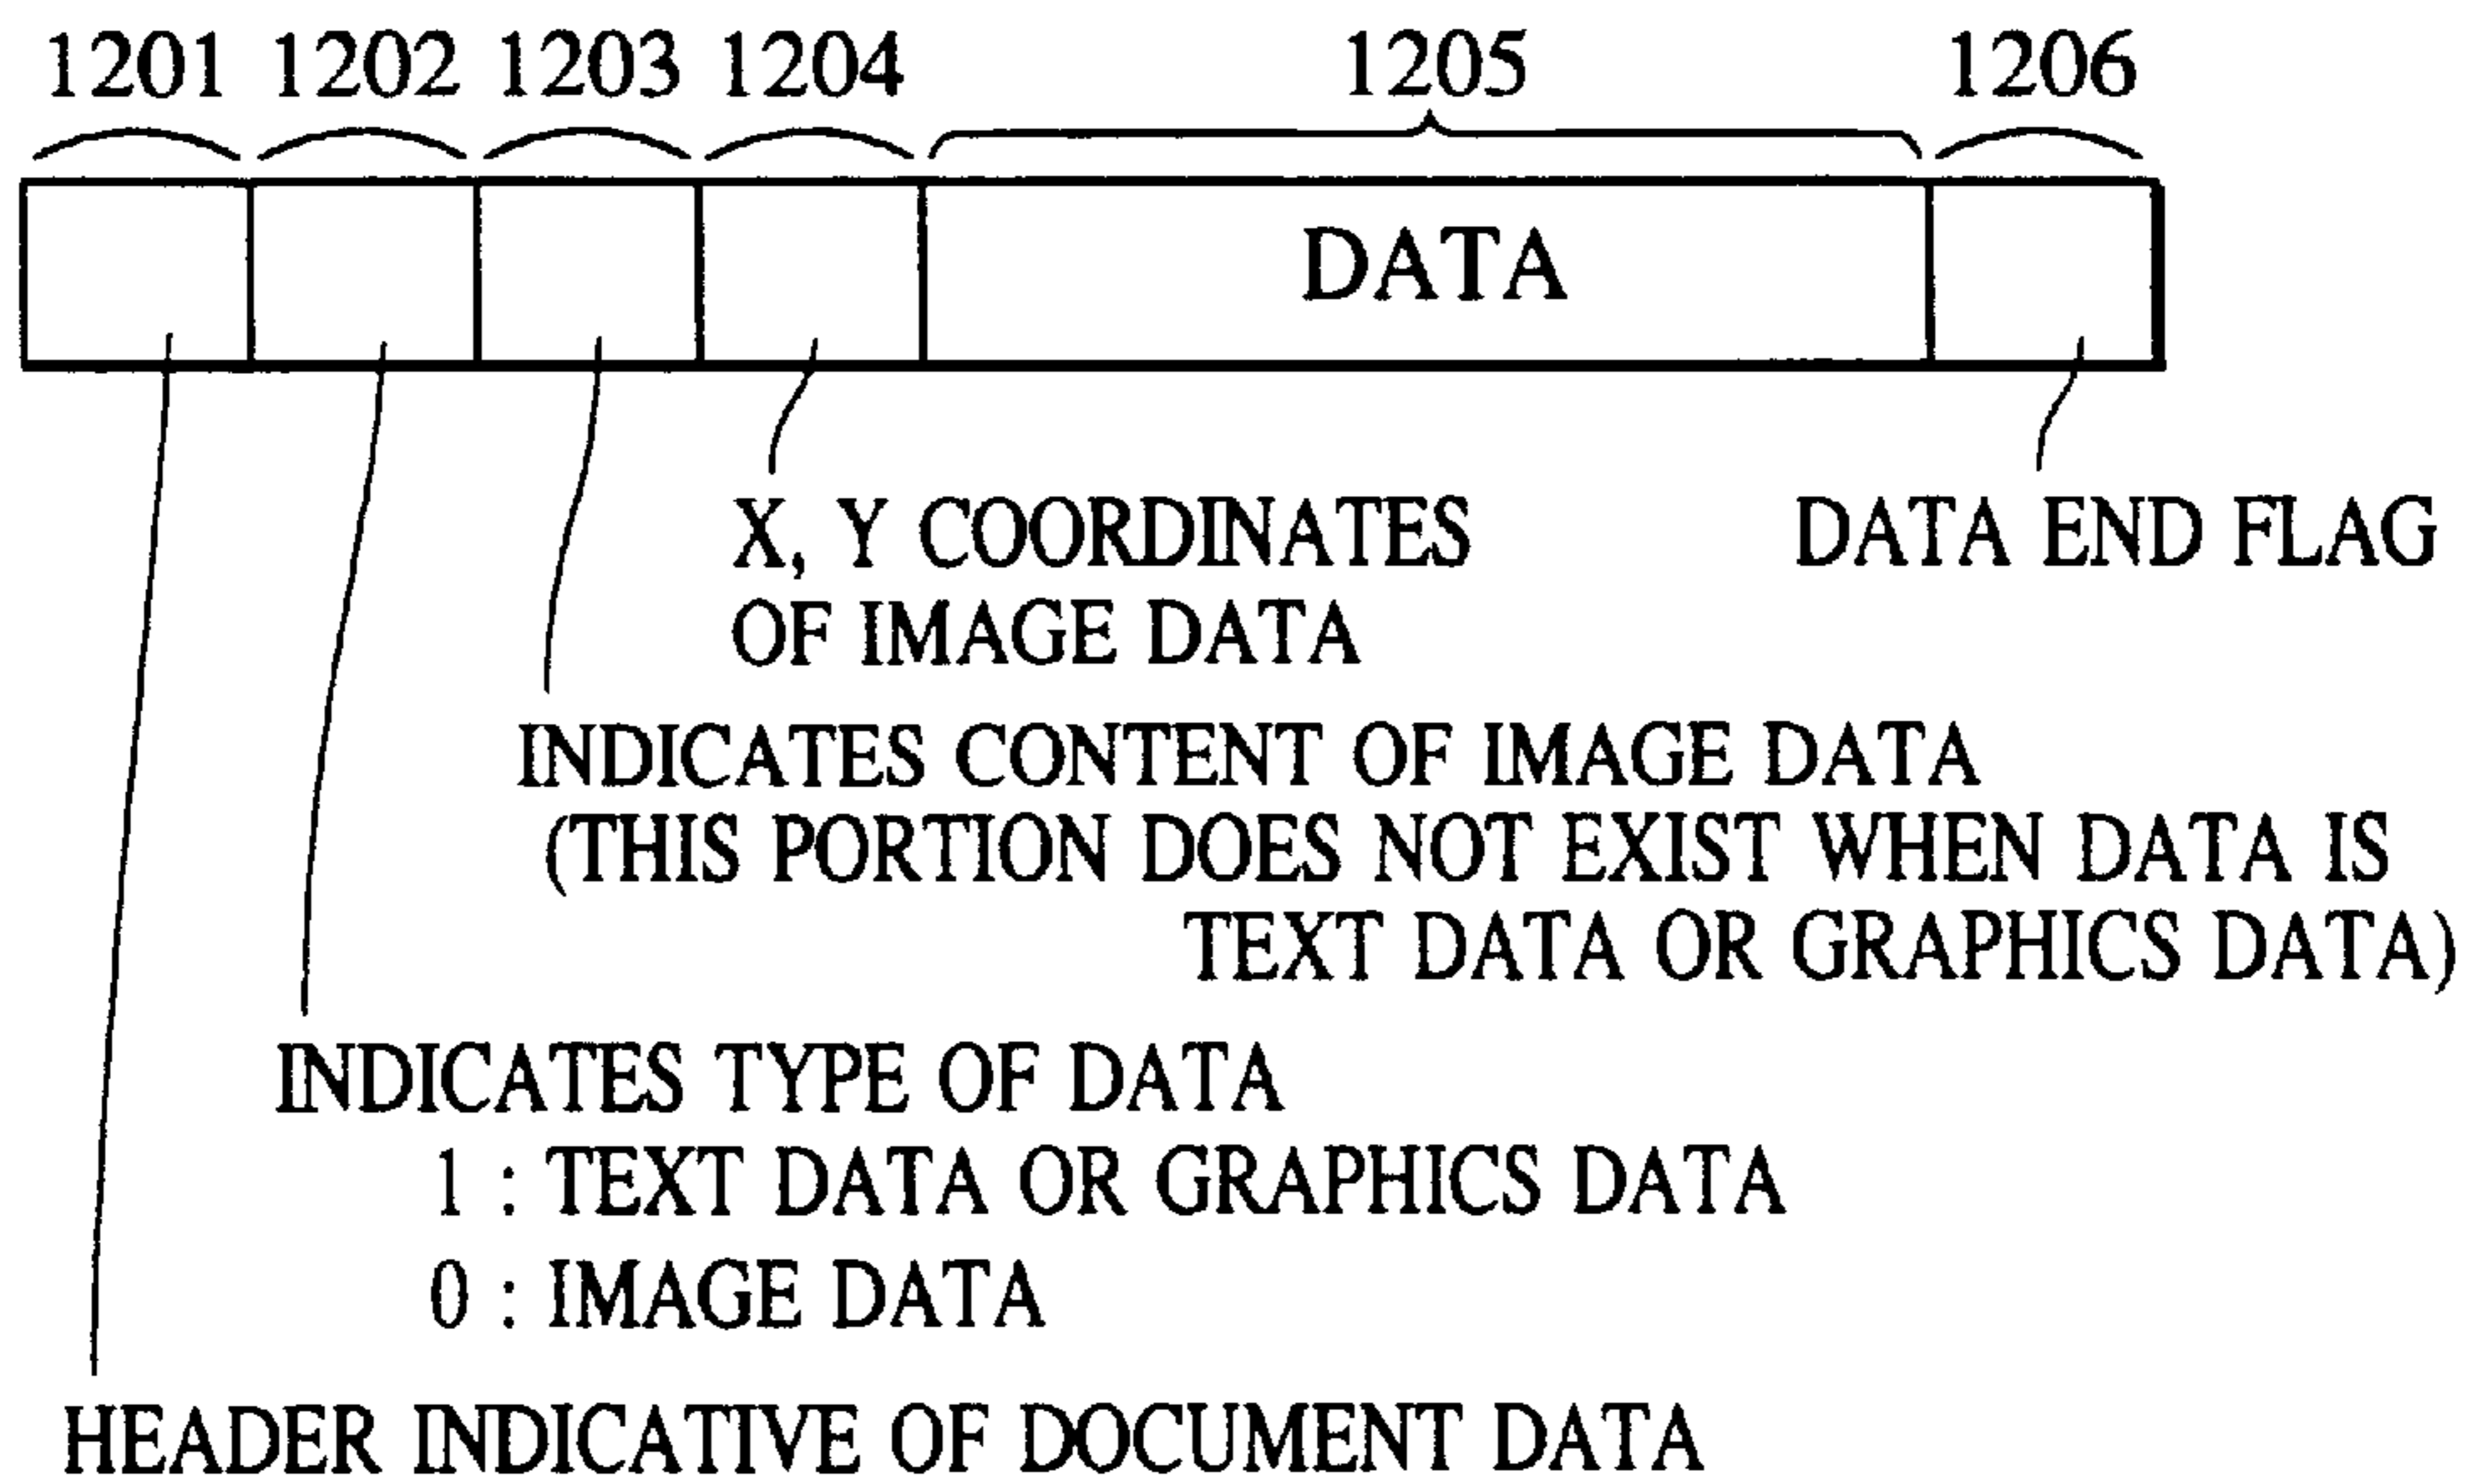 1201 1202 1203 1204 1205 1206
DATA
X, Y COORDINATES
OF IMAGE DATA
DATA END FLAG
INDICATES CONTENT OF IMAGE DATA
(THIS PORTION DOES NOT EXIST WHEN DATA IS
TEXT DATA OR GRAPHICS DATA)
INDICATES TYPE OF DATA
1 : TEXT DATA OR GRAPHICS DATA
0 : IMAGE DATA
HEADER INDICATIVE OF DOCUMENT DATA